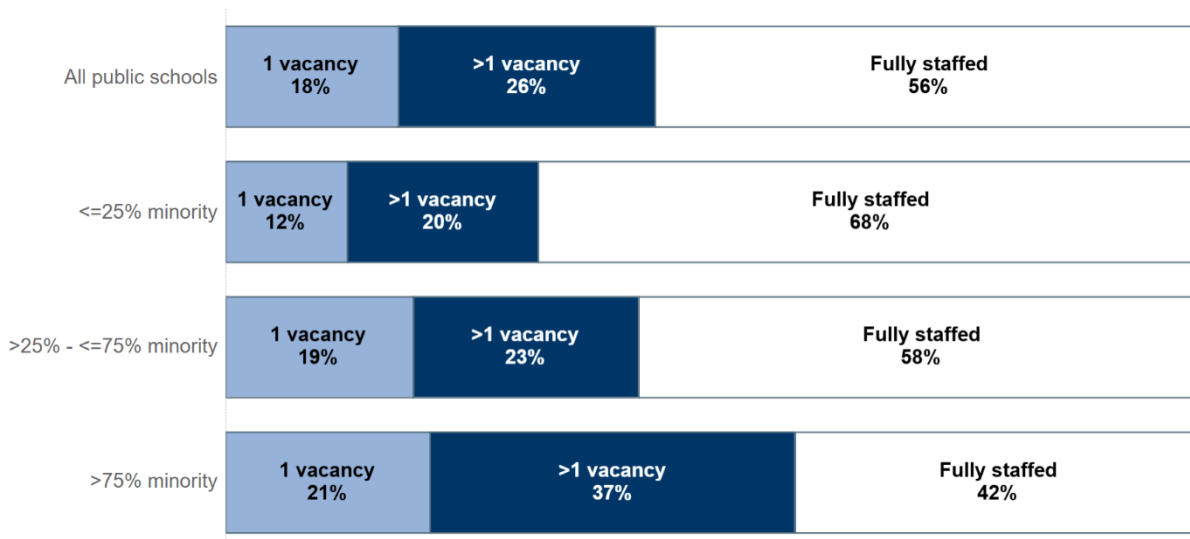 All public schools
1 vacancy
18%
>1 vacancy
26%
Fully staffed
56%
<=25% minority
1 vacancy
12%
>1 vacancy
20%
Fully staffed
68%
>25% - <=75% minority
1 vacancy
19%
>1 vacancy
23%
Fully staffed
58%
>75% minority
1 vacancy
21%
>1 vacancy
37%
Fully staffed
42%